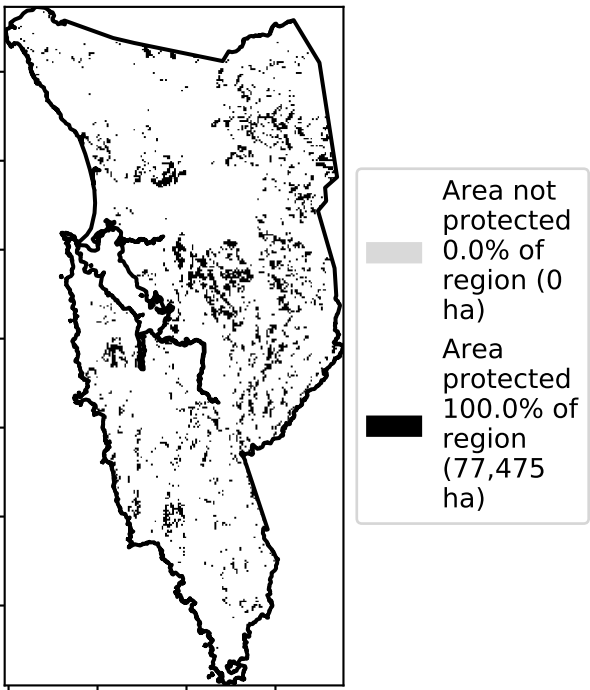 Area not
protected
0.0% of
region (0
ha)
Area
protected
100.0% of
region
(77,475
ha)